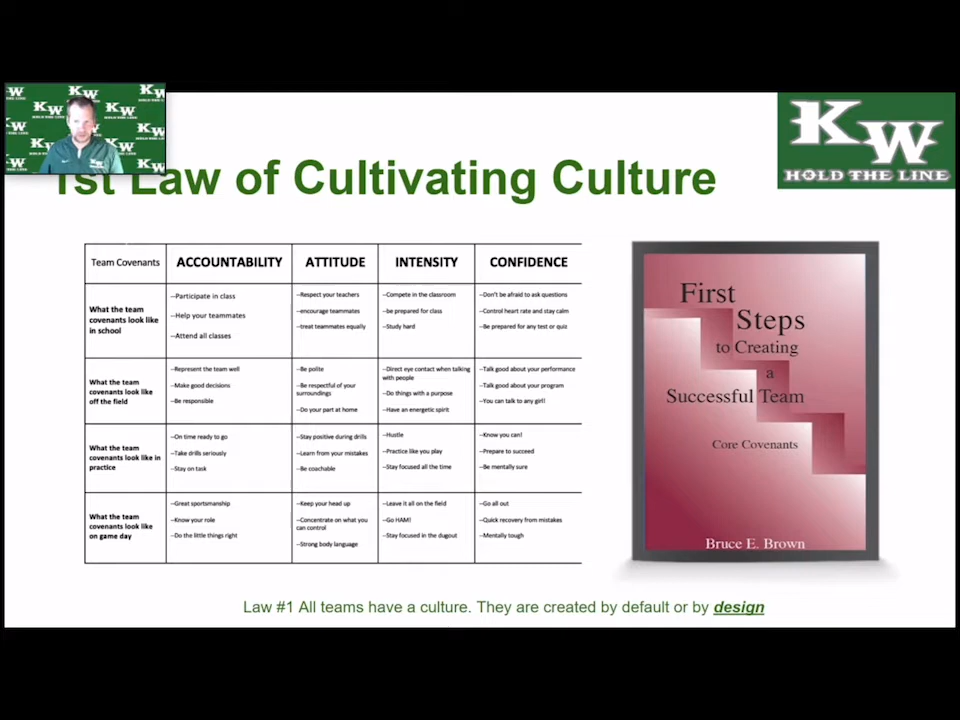 1st Law of Cultivating Culture
KW
HOLD THE LINE
Team Covenants ACCOUNTABILITY ATTITUDE INTENSITY CONFIDENCE
What the team
covenants look like
in school
--Participate in class
--Help your teammates
--Attend all classes
--Respect your teachers
--encourage teammates
--treat teammates equally
--Compete in the classroom
--be prepared for class
--Study hard
--Don't be afraid to ask questions
--Control heart rate and stay calm
--Be prepared for any test or quiz
What the team
covenants look like
off the field
--Represent the team well
--Make good decisions
--Be responsible
--Be polite
--Be respectful of your
surroundings
--Do your part at home
--Direct eye contact when talking
with people
--Do things with a purpose
--Have an energetic spirit
--Talk good about your performance
--Talk good about your program
--You can talk to any girl!
What the team
covenants look like in
practice
--On time ready to go
--Take drills seriously
--Stay on task
--Stay positive during drills
--Learn from your mistakes
--Be coachable
--Hustle
--Practice like you play
--Stay focused all the time
--Know you can!
--Prepare to succeed
--Be mentally sure
What the team
covenants look like
on game day
--Great sportsmanship
--Know your role
--Do the little things right
--Keep your head up
--Concentrate on what you
can control
--Strong body language
--Leave it all on the field
--Go HAM!
--Stay focused in the dugout
--Go all out
--Quick recovery from mistakes
--Mentally tough
First
Steps
to Creating
a
Successful Team
Core Covenants
Bruce E. Brown
Law #1 All teams have a culture. They are created by default or by design